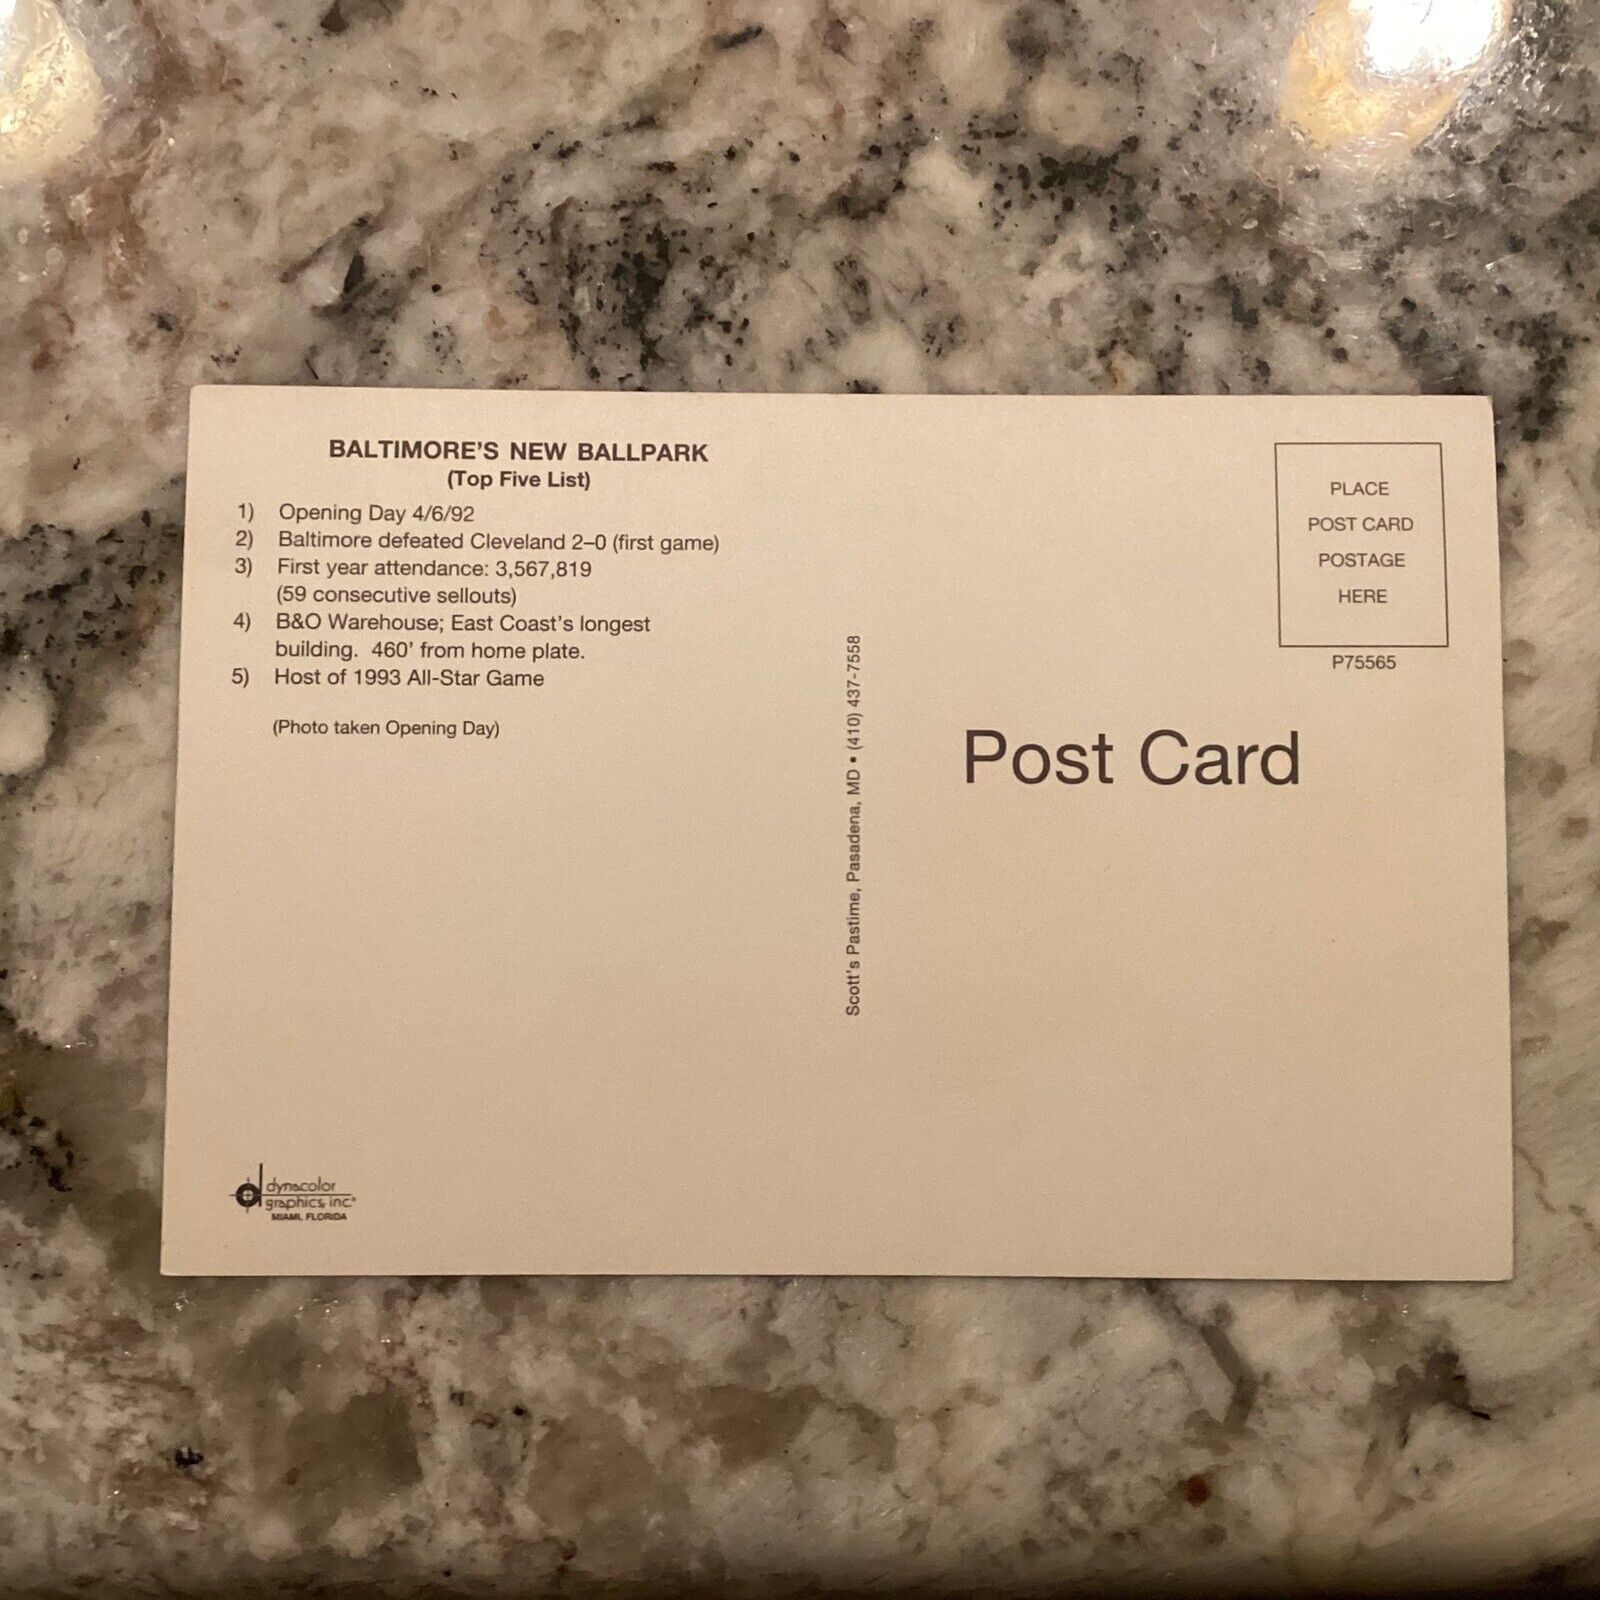 BALTIMORE'S NEW BALLPARK
(Top Five List)
1) Opening Day 4/6/92
2) Baltimore defeated Cleveland 2–0 (first game)
3) First year attendance: 3,567,819
(59 consecutive sellouts)
4) B&O Warehouse; East Coast's longest
building. 460' from home plate.
5) Host of 1993 All-Star Game
(Photo taken Opening Day)
dynacolor
graphics, inc.
MIAMI, FLORIDA
Scott's Pastime, Pasadena, MD • (410) 437-7558
PLACE
POST CARD
POSTAGE
HERE
P75565
Post Card